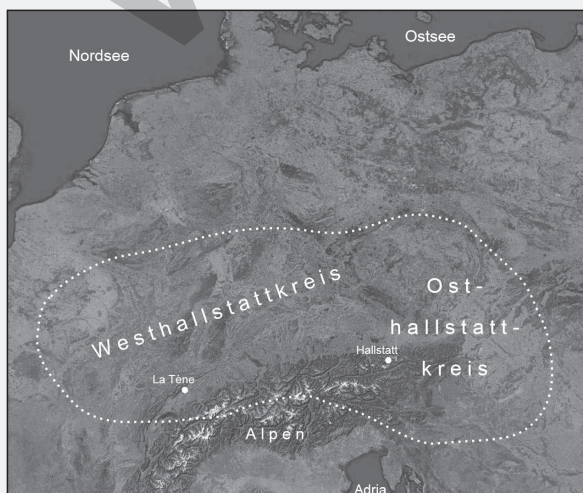 Nordsee
Ostsee
Westhallstattkreis
Ost-
hallstatt-
kreis
Hallstatt
La Tène
Alpen
Adria